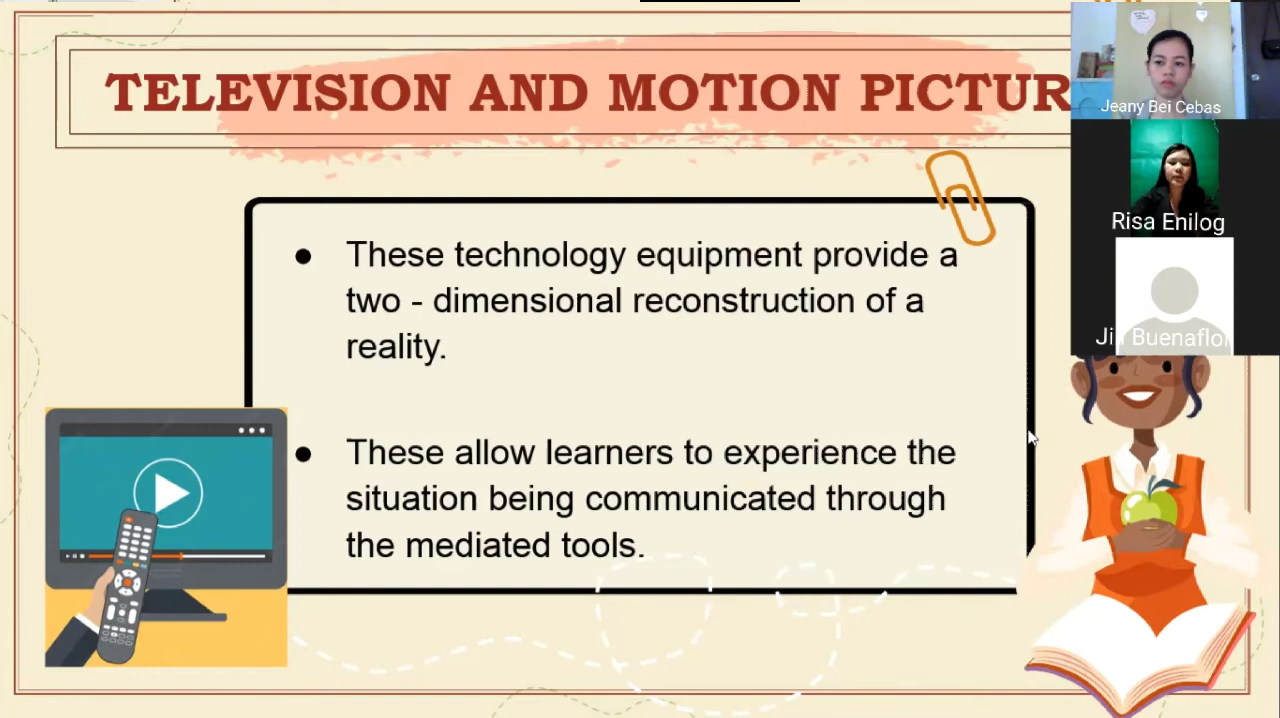 TELEVISION AND MOTION PICTUR
These technology equipment provide a
two - dimensional reconstruction of a
reality.
These allow learners to experience the
situation being communicated through
the mediated tools.
Jeany Bei Cebas
Risa Enilog
Buenaflor